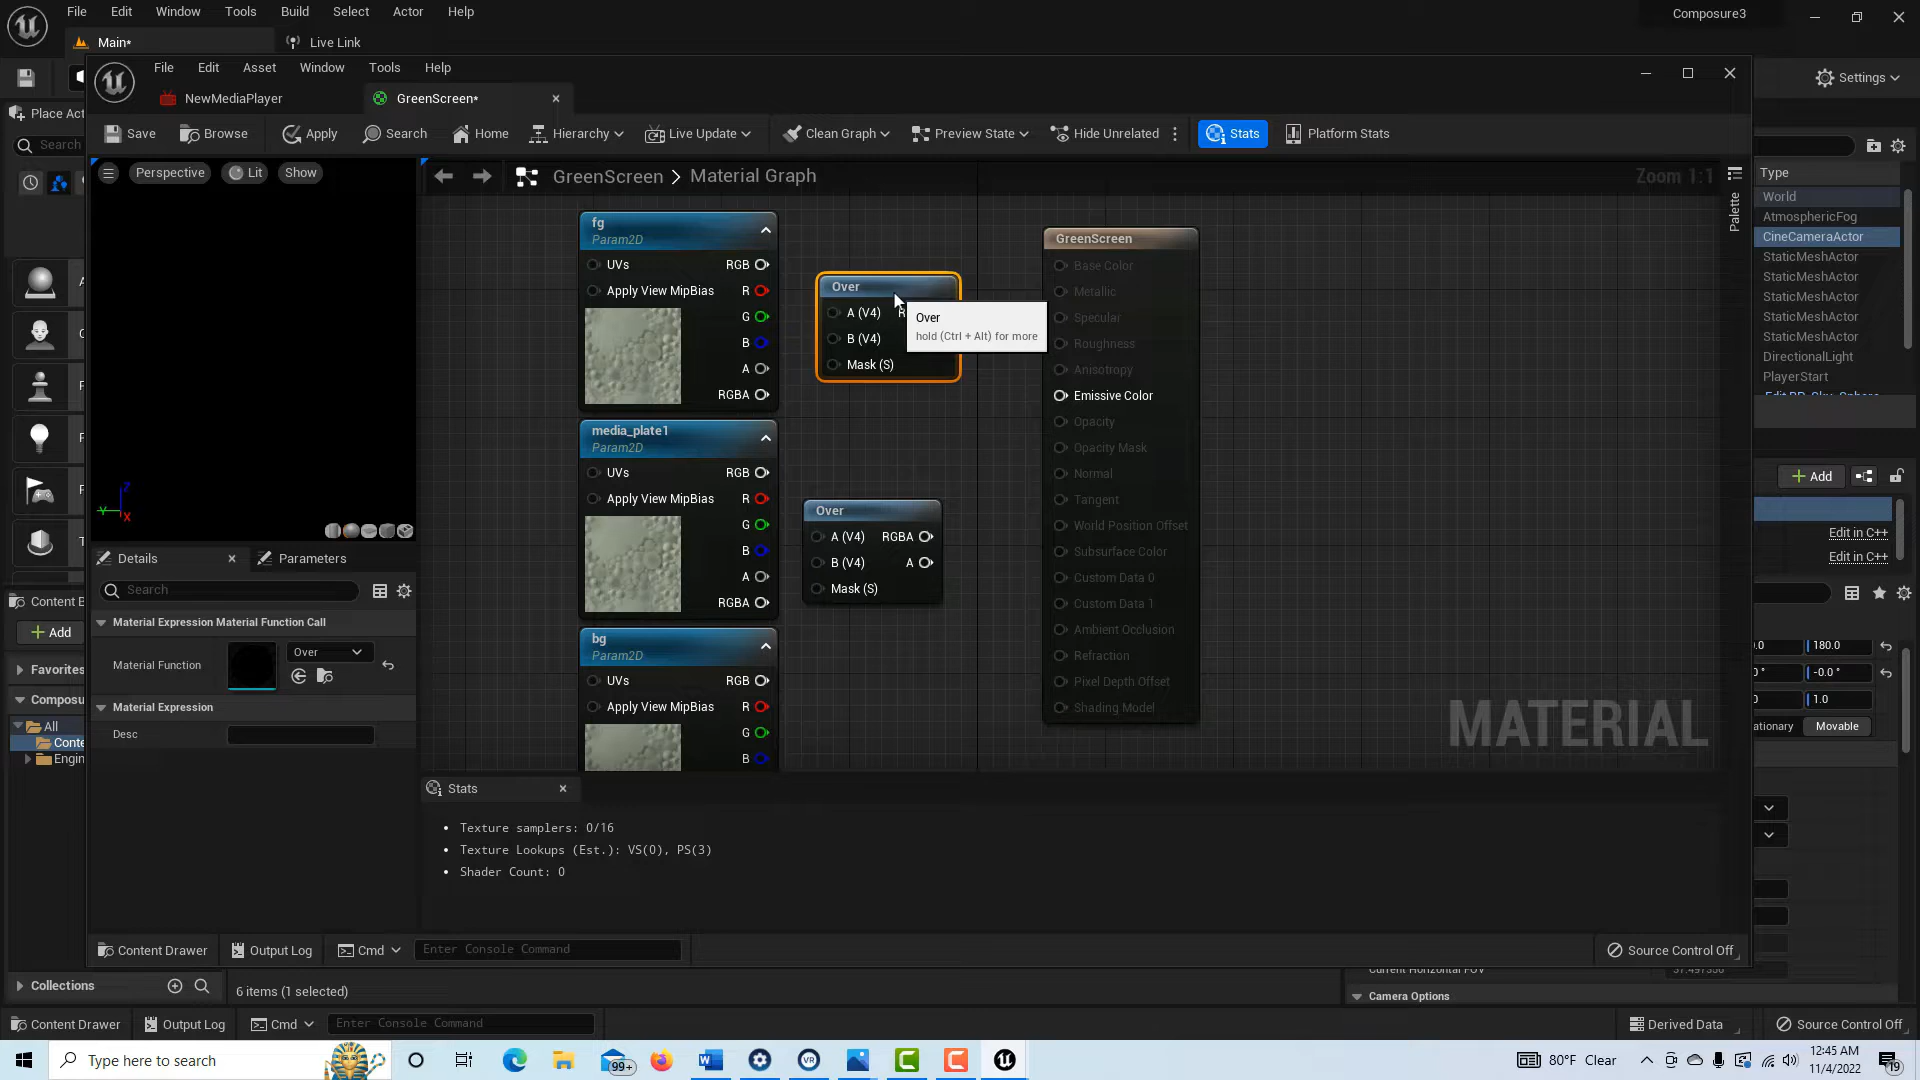 File Edit Window Tools Build Select Actor Help
Composure3
Main*
Live Link
File Edit Asset Window Tools Help
Settings
NewMediaPlayer
GreenScreen*
Place Act
Save Browse Apply Search Home Hierarchy Live Update Clean Graph Preview State Hide Unrelated Stats Platform Stats
Search
Perspective Lit Show
GreenScreen > Material Graph
Zoom 1:1
Palette
Type
World
AtmosphericFog
CineCameraActor
StaticMeshActor
StaticMeshActor
StaticMeshActor
StaticMeshActor
StaticMeshActor
DirectionalLight
PlayerStart
fg
Param2D
UVs RGB
Apply View MipBias R
G
B
A
RGBA
Over
A (V4) R
B (V4)
Mask (S)
Over
hold (Ctrl + Alt) for more
GreenScreen
Base Color
Metallic
Specular
Roughness
Anisotropy
Emissive Color
Opacity
Opacity Mask
Normal
Tangent
World Position Offset
Subsurface Color
Custom Data 0
Custom Data 1
Ambient Occlusion
Refraction
Pixel Depth Offset
Shading Model
media_plate1
Param2D
UVs RGB
Apply View MipBias R
G
B
A
RGBA
Over
A (V4) RGBA
B (V4) A
Mask (S)
bg
Param2D
UVs RGB
Apply View MipBias R
G
B
MATERIAL
Z
Y
X
Add
Edit in C++
Edit in C++
Details
Parameters
Search
Material Expression Material Function Call
Material Function
Over
Material Expression
Desc
Content B
Add
Favorites
Composu
All
Conte
Engin
180.0
-0.0 °
1.0
Movable
Stats
Texture samplers: 0/16
Texture Lookups (Est.): VS(0), PS(3)
Shader Count: 0
Content Drawer Output Log Cmd Enter Console Command
Source Control Off
Collections
6 items (1 selected)
Camera Options
Content Drawer Output Log Cmd Enter Console Command
Derived Data
Source Control Off
Type here to search
99+
80°F Clear
12:45 AM
11/4/2022
19